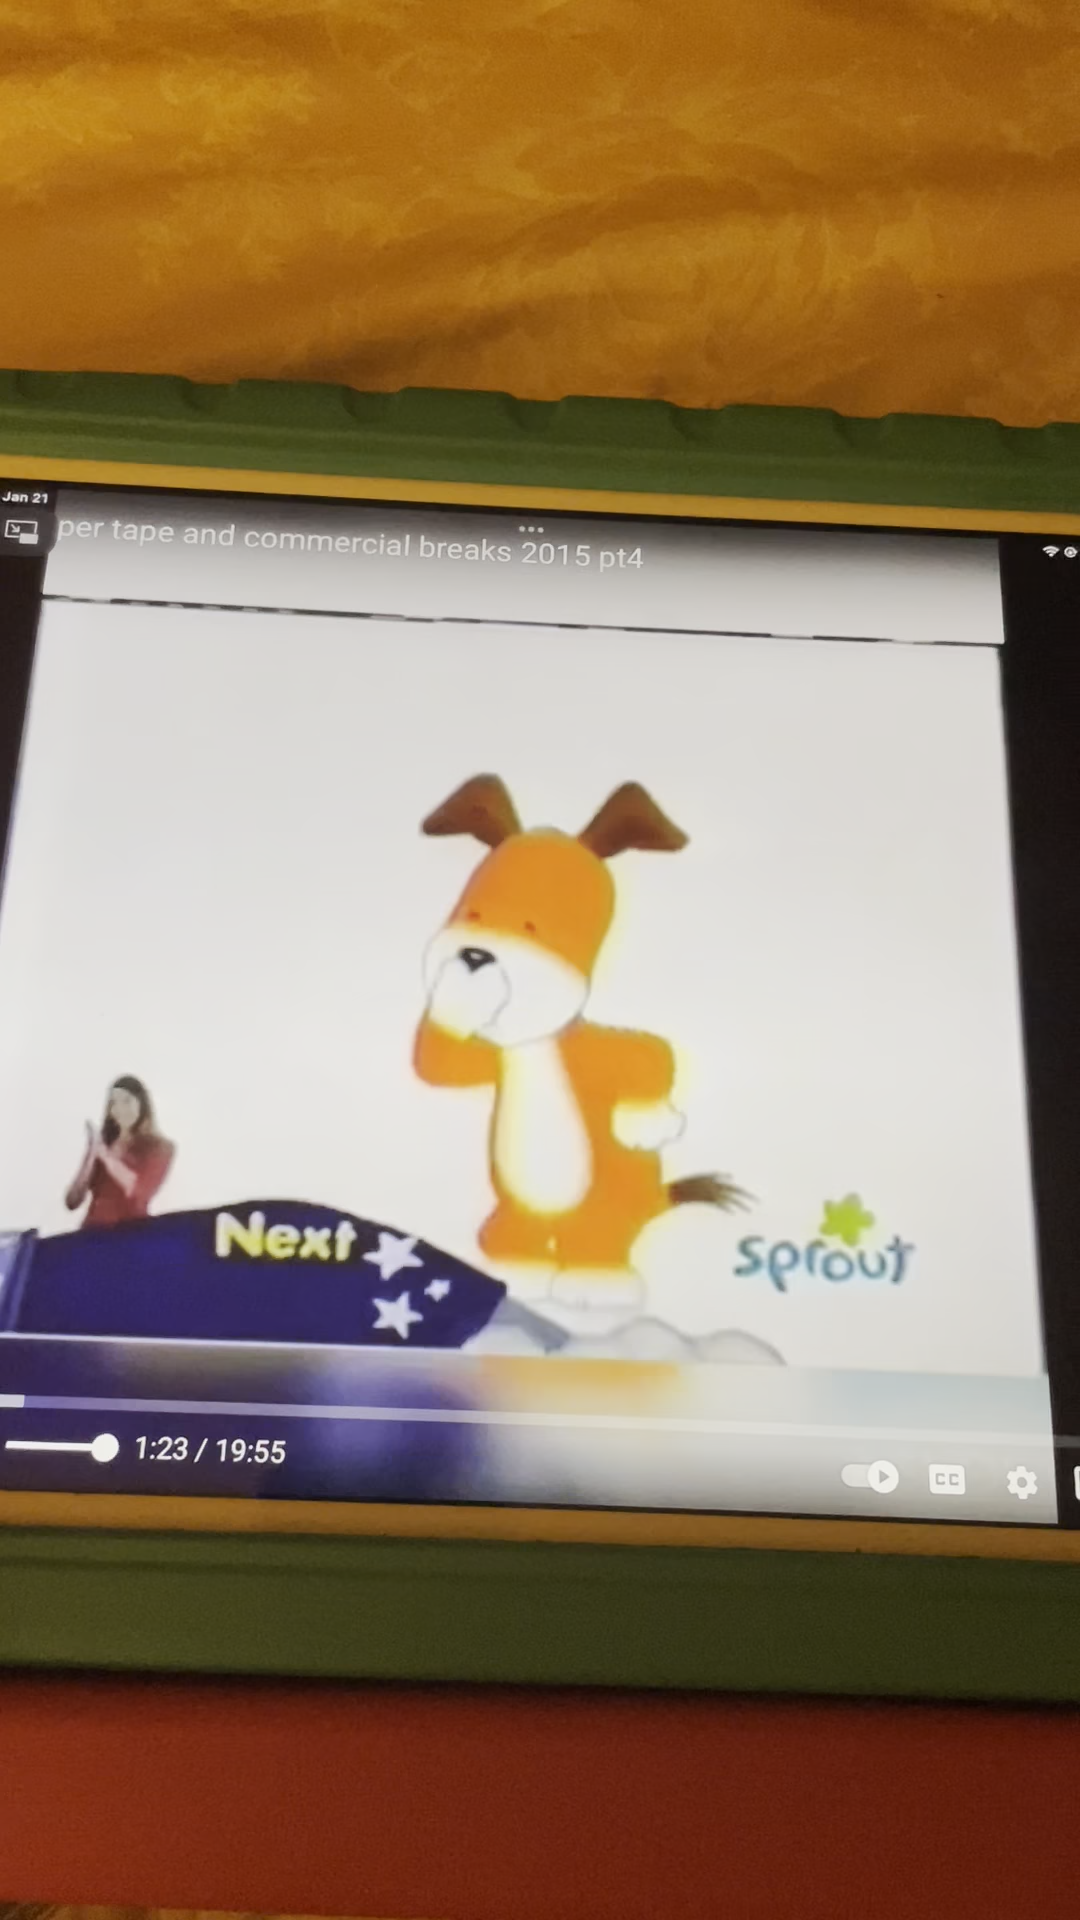 Jan 21
per tape and commercial breaks 2015 pt4
Next
sprout
1:23 / 19:55
CC